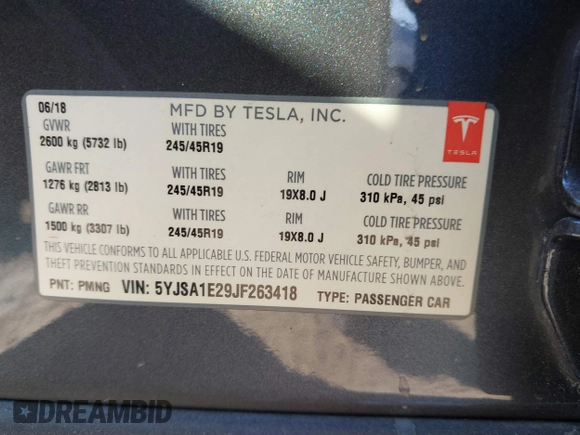 06/18 MFD BY TESLA, INC.
GVWR WITH TIRES
2600 kg (5732 lb) 245/45R19
TESLA
GAWR FRT WITH TIRES RIM COLD TIRE PRESSURE
1276 kg (2813 lb) 245/45R19 19X8.0 J 310 kPa, 45 psi
GAWR RR WITH TIRES RIM COLD TIRE PRESSURE
1500 kg (3307 lb) 245/45R19 19X8.0 J 310 kPa, 45 psi
THIS VEHICLE CONFORMS TO ALL APPLICABLE U.S. FEDERAL MOTOR VEHICLE SAFETY, BUMPER, AND
THEFT PREVENTION STANDARDS IN EFFECT ON THE DATE OF MANUFACTURE SHOWN ABOVE.
PNT: PMNG VIN: 5YJSA1E29JF263418 TYPE: PASSENGER CAR
DREAMBID